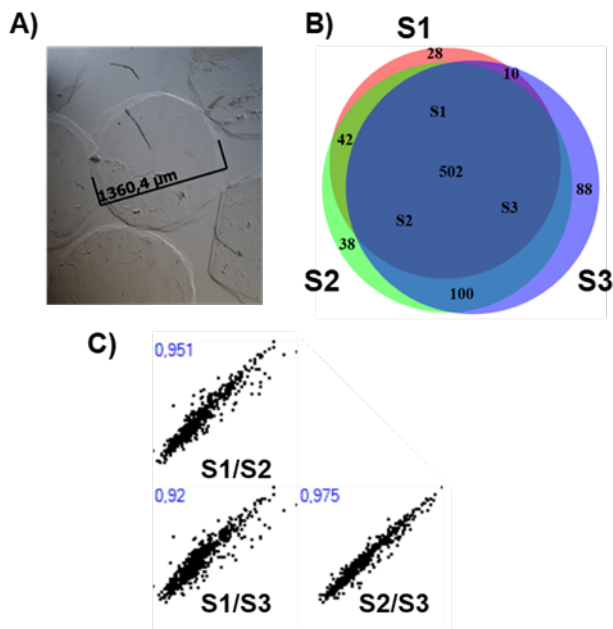 A)
1360,4 µm
B)
S1
28
10
S1
42
502
88
S2
S3
38
S2
S3
100
C)
0,951
S1/S2
0,92
0,975
S1/S3
S2/S3